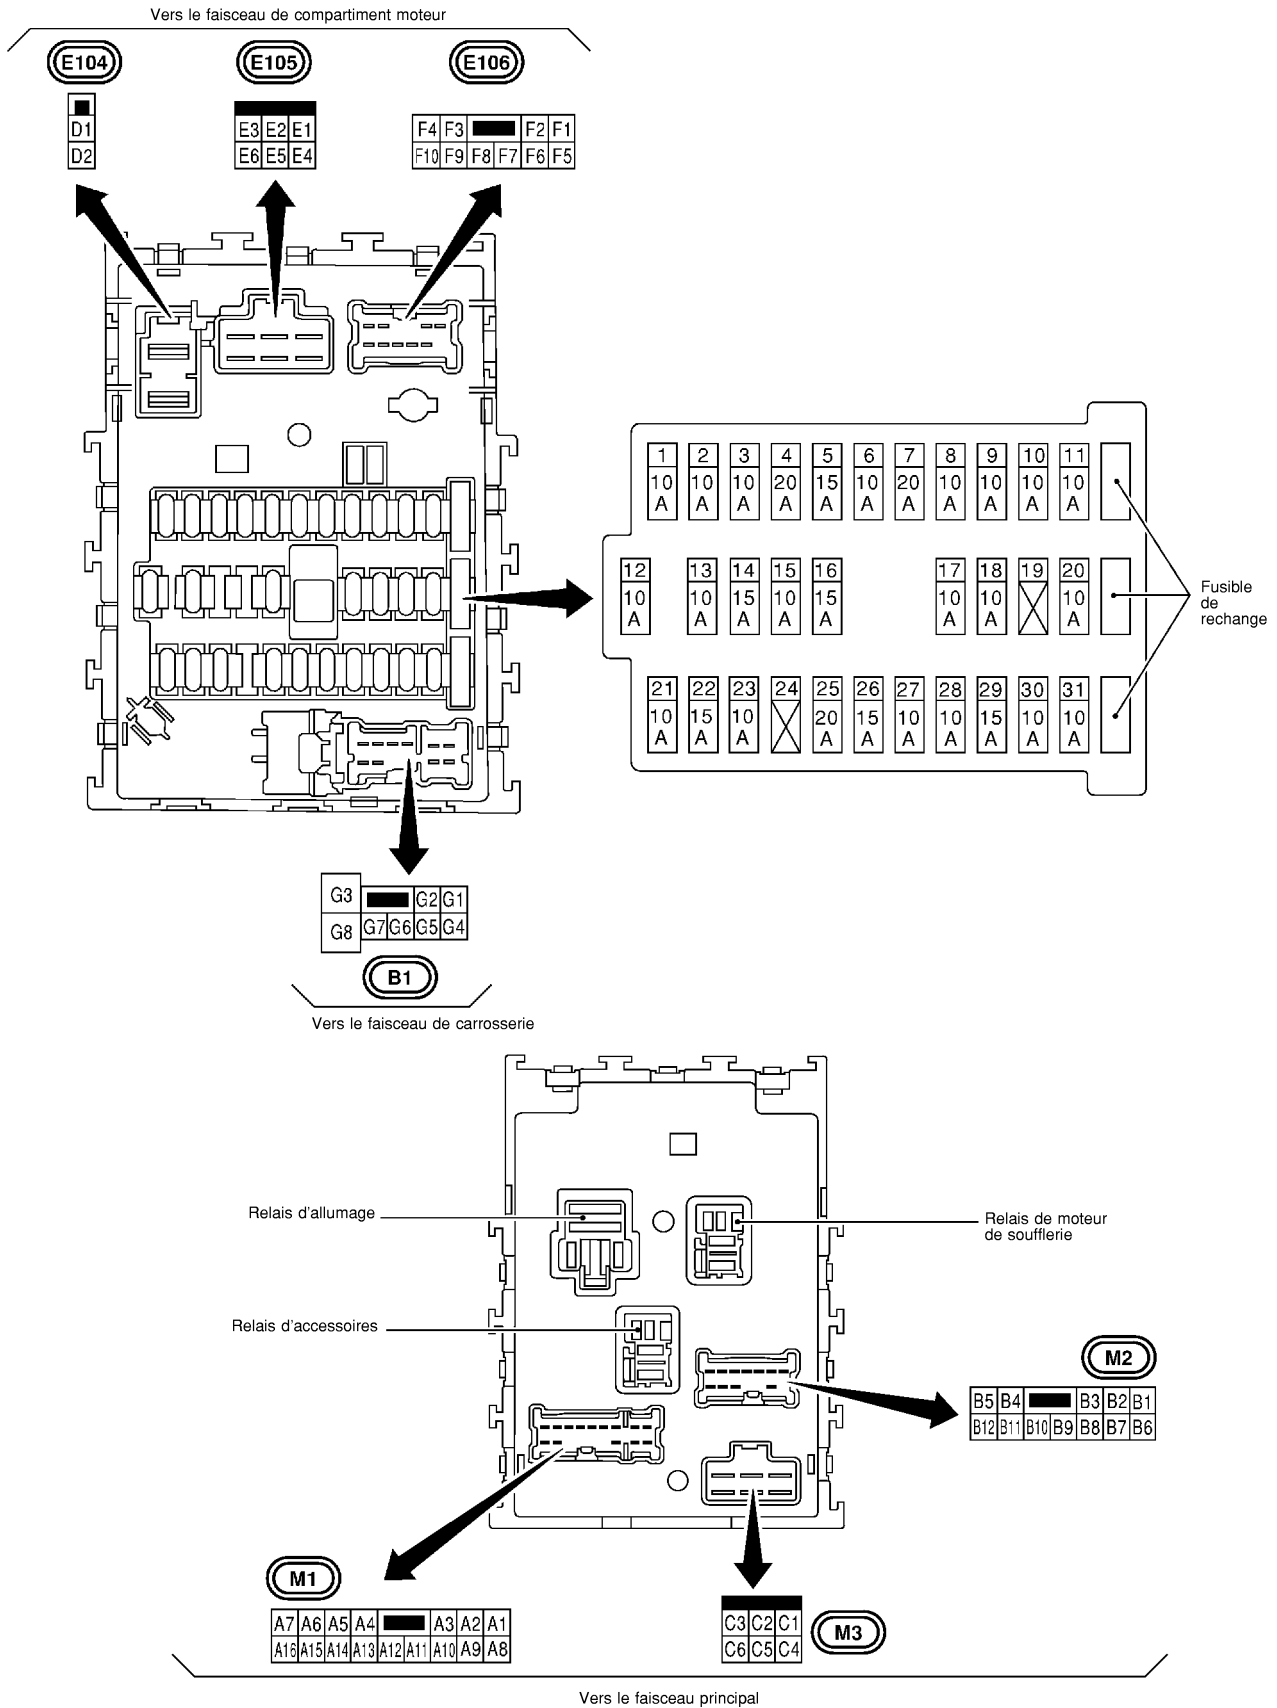 Vers le faisceau de compartiment moteur
E104 E105 E106
D1
D2
E3 E2 E1
E6 E5 E4
F4 F3 F2 F1
F10 F9 F8 F7 F6 F5
1 2 3 4 5 6 7 8 9 10 11
10 10 10 20 15 10 20 10 10 10 10
A A A A A A A A A A A
12 13 14 15 16 17 18 19 20
10 10 15 10 15 10 10 10
A A A A A A A A
Fusible
de
rechange
21 22 23 24 25 26 27 28 29 30 31
10 15 10 20 15 10 10 15 10 10
A A A A A A A A A A
G3 G2 G1
G8 G7 G6 G5 G4
B1
Vers le faisceau de carrosserie
Relais d'allumage
Relais de moteur
de soufflerie
Relais d'accessoires
M2
B5 B4 B3 B2 B1
B12 B11 B10 B9 B8 B7 B6
M1
A7 A6 A5 A4 A3 A2 A1
A16 A15 A14 A13 A12 A11 A10 A9 A8
C3 C2 C1
C6 C5 C4
M3
Vers le faisceau principal